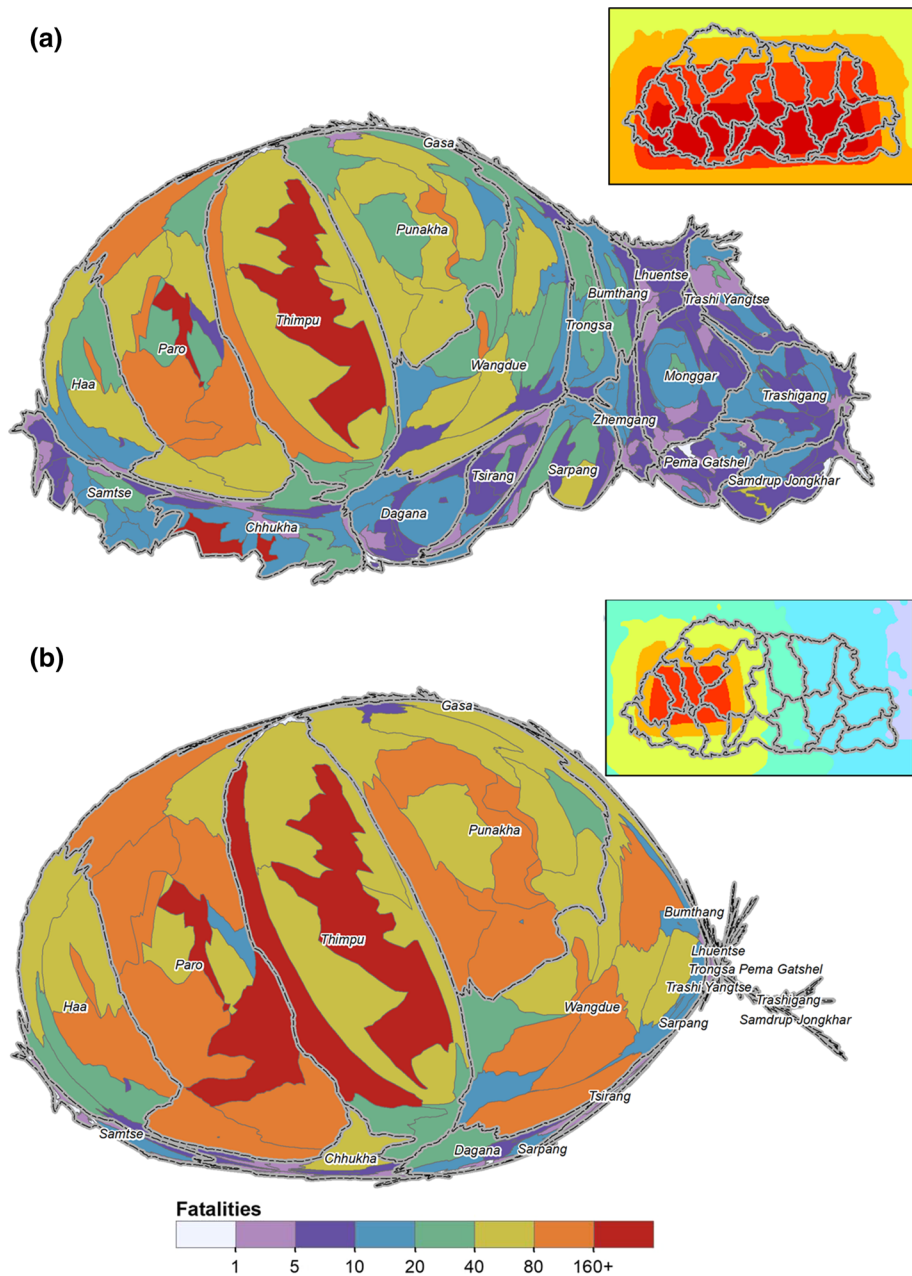 (a)
Gasa
Punakha
Lhuentse
Bumthang
Trashi Yangtse
Thimpu
Trongsa
Paro
Wangdue
Monggar
Haa
Trashigang
Zhemgang
Pema Gatshel
Sarpang
Tsirang
Samdrup Jongkhar
Samtse
Dagana
Chhukha
(b)
Gasa
Punakha
Bumthang
Thimpu
Lhuentse
Paro
Trongsa Pema Gatshel
Trashi Yangtse
Haa
Wangdue
Trashigang
Sarpang
Samdrup Jongkhar
Tsirang
Samtse
Dagana
Sarpang
Chhukha
Fatalities
1 5 10 20 40 80 160+